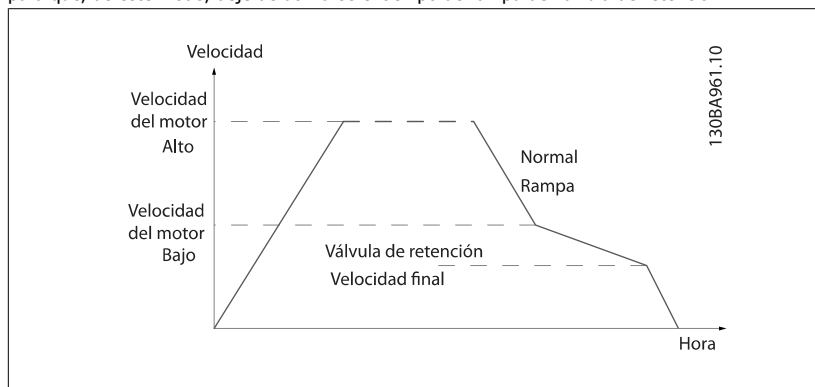 Velocidad
Velocidad
del motor
Alto
130BA961.10
Normal
Rampa
Velocidad
del motor
Bajo
Válvula de retención
Velocidad final
Hora